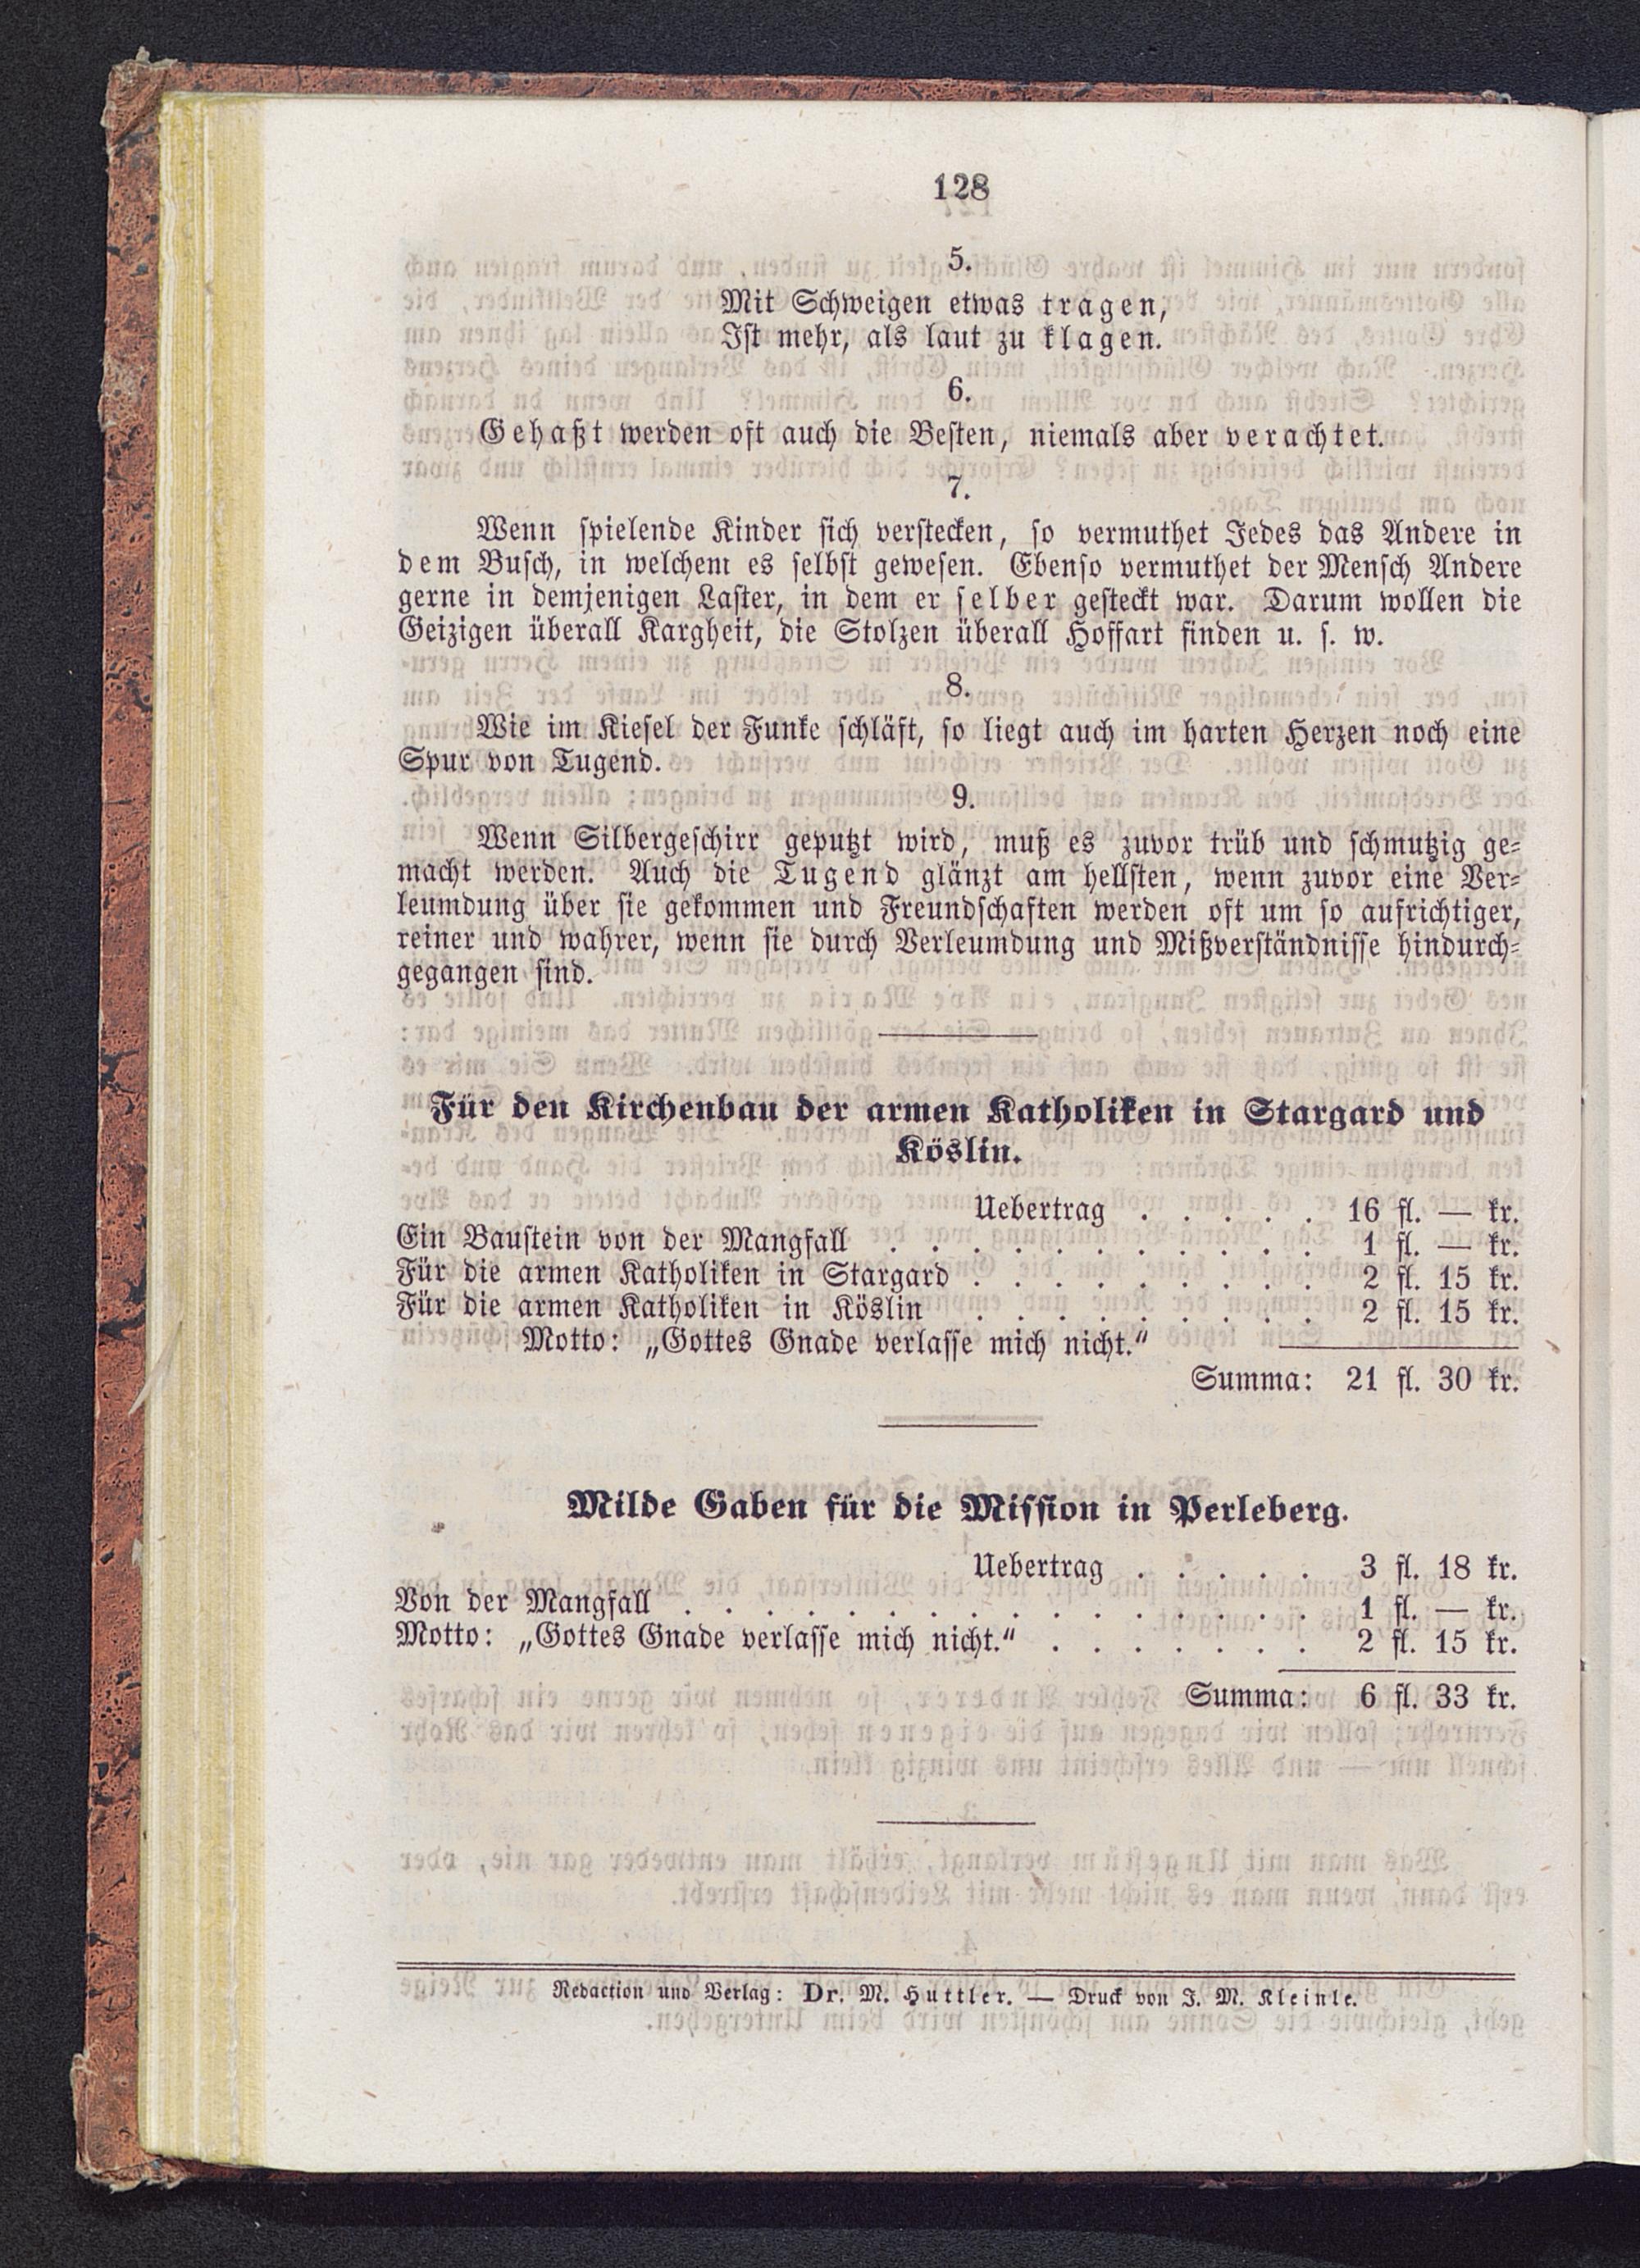 128
5.
Mit Schweigen etwas tragen,
Ist mehr, als laut zu klagen.
6.
Gehaßt werden oft auch die Besten, niemals aber verachtet.
7.
Wenn spielende Kinder sich verstecken, so vermuthet Jedes das Andere in
dem Busch, in welchem es selbst gewesen. Ebenso vermuthet der Mensch Andere
gerne in demjenigen Laster, in dem er selber gesteckt war. Darum wollen die
Geizigen überall Kargheit, die Stolzen überall Hoffart finden u. s. w.
8.
Wie im Kiesel der Funke schläft, so liegt auch im harten Herzen noch eine
Spur von Tugend.
9.
Wenn Silbergeschirr geputzt wird, muß es zuvor trüb und schmutzig ge-
macht werden. Auch die Tugend glänzt am hellsten, wenn zuvor eine Ver-
leumdung über sie gekommen und Freundschaften werden oft um so aufrichtiger,
reiner und wahrer, wenn sie durch Verleumdung und Mißverständnisse hindurch-
gegangen sind.
Für den Kirchenbau der armen Katholiken in Stargard und
Köslin.
Uebertrag . . . . . 16 fl. — kr.
Ein Baustein von der Mangfall . . . . . . . . . . . 1 fl. — kr.
Für die armen Katholiken in Stargard . . . . . . . . . 2 fl. 15 kr.
Für die armen Katholiken in Köslin . . . . . . . . . 2 fl. 15 kr.
Motto: „Gottes Gnade verlasse mich nicht.“
Summa: 21 fl. 30 kr.
Milde Gaben für die Mission in Perleberg.
Uebertrag . . . . . 3 fl. 18 kr.
Von der Mangfall . . . . . . . . . . . . . . . . 1 fl. — kr.
Motto: „Gottes Gnade verlasse mich nicht.“ . . . . . . . 2 fl. 15 kr.
Summa: 6 fl. 33 kr.
Redaction und Verlag: Dr. M. Huttler. — Druck von J. M. Kleinle.